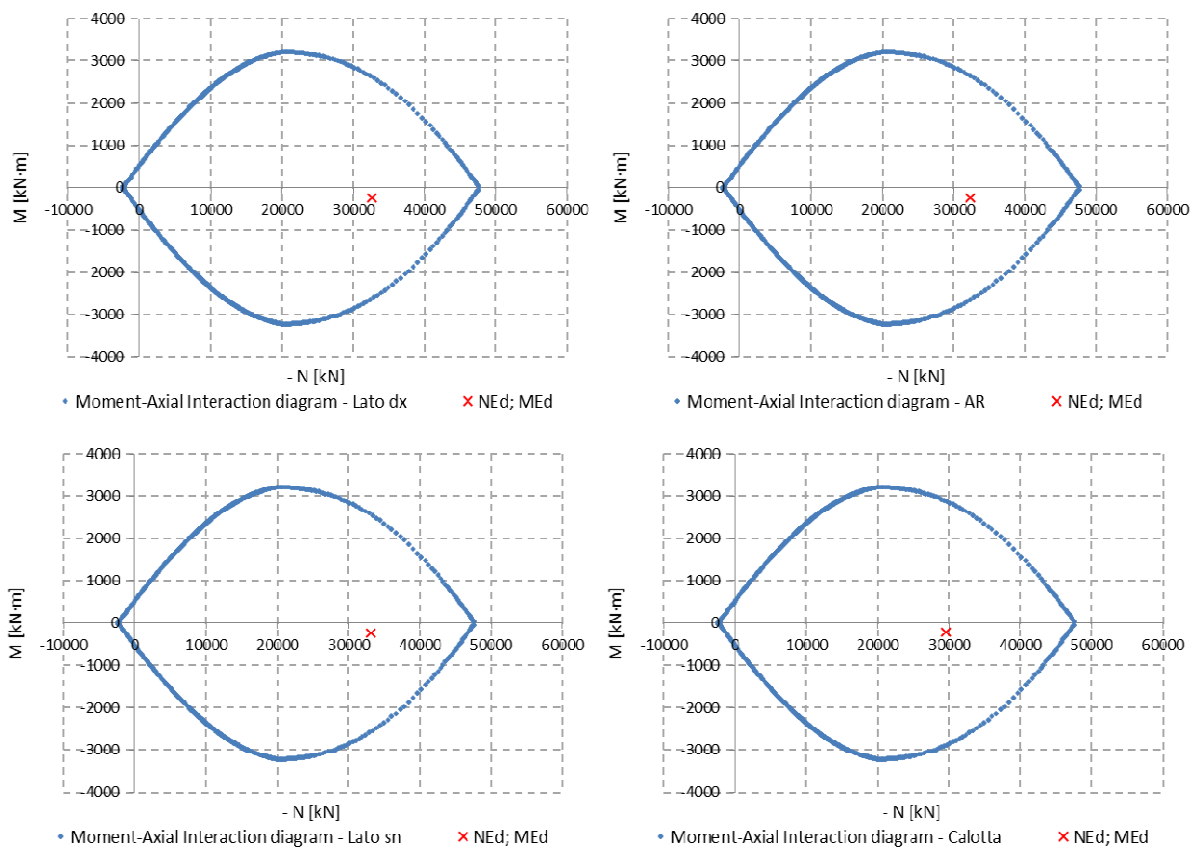 4000
3000
2000
1000
0
-10000 0 10000 20000 30000 40000 50000 60000
-1000
-2000
-3000
-4000
M [kN·m]
- N [kN]
Moment-Axial Interaction diagram - Lato dx NEd; MEd
4000
3000
2000
1000
0
-10000 0 10000 20000 30000 40000 50000 60000
-1000
-2000
-3000
-4000
M [kN·m]
- N [kN]
Moment-Axial Interaction diagram - AR NEd; MEd
4000
3000
2000
1000
0
-10000 0 10000 20000 30000 40000 50000 60000
-1000
-2000
-3000
-4000
M [kN·m]
- N [kN]
Moment-Axial Interaction diagram - Lato sn NEd; MEd
4000
3000
2000
1000
0
-10000 0 10000 20000 30000 40000 50000 60000
-1000
-2000
-3000
-4000
M [kN·m]
- N [kN]
Moment-Axial Interaction diagram - Calotta NEd; MEd